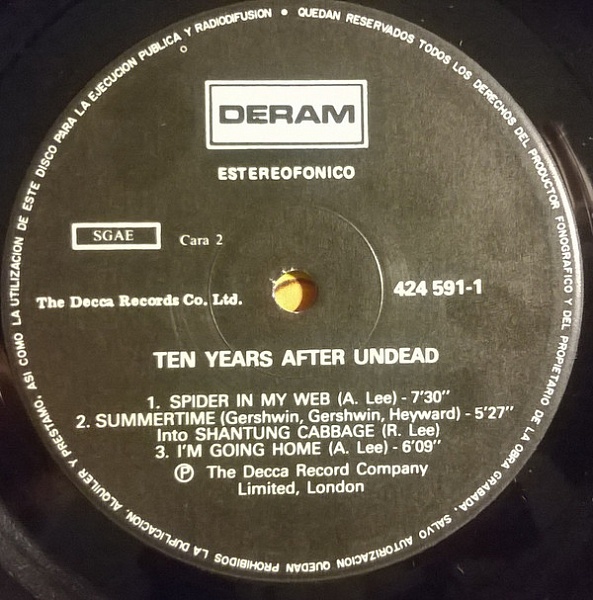 DERAM
ESTEREOFONICO
SGAE
Cara 2
The Decca Records Co. Ltd.
424 591-1
TEN YEARS AFTER UNDEAD
1. SPIDER IN MY WEB (A. Lee) - 7'30"
2. SUMMERTIME (Gershwin, Gershwin, Heyward) - 5'27"
Into SHANTUNG CABBAGE (R. Lee)
3. I'M GOING HOME (A. Lee) - 6'09"
Ⓟ The Decca Record Company
Limited, London
• QUEDAN RESERVADOS TODOS LOS DERECHOS DEL PRODUCTOR FONOGRAFICO Y DEL PROPIETARIO DE LA OBRA GRABADA. SALVO AUTORIZACION QUEDAN PROHIBIDOS LA DUPLICACION, ALQUILER Y PRESTAMO, ASI COMO LA UTILIZACION DE ESTE DISCO PARA LA EJECUCION PUBLICA Y RADIODIFUSION